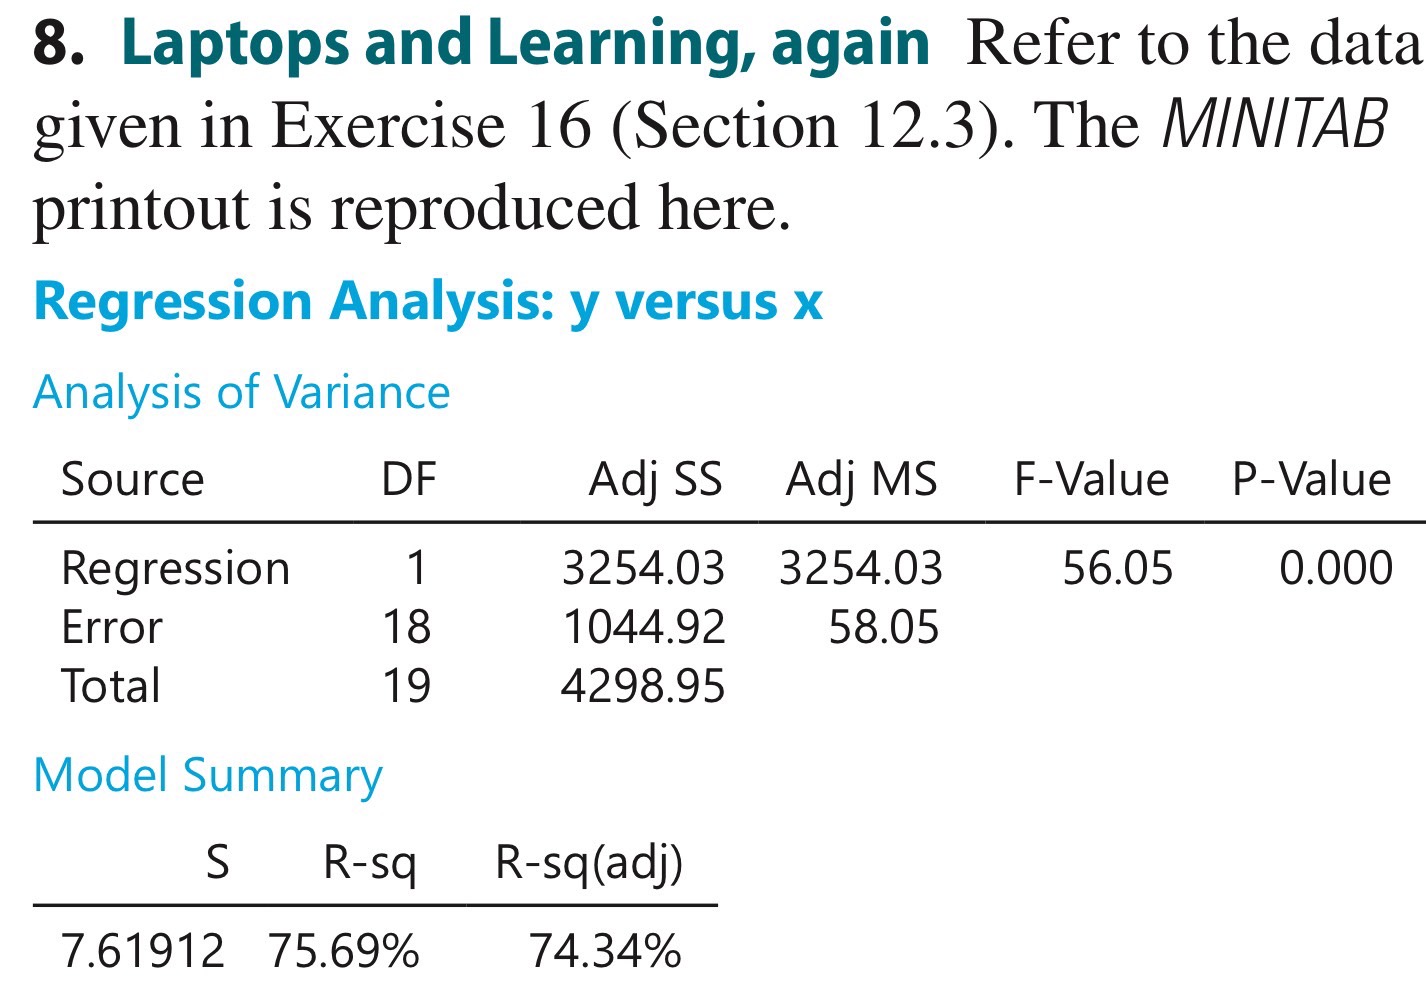 8. Laptops and Learning, again Refer to the data
given in Exercise 16 (Section 12.3). The MINITAB
printout is reproduced here.
Regression Analysis: y versus x
Analysis of Variance
Source DF Adj SS Adj MS F-Value P-Value
Regression 1 3254.03 3254.03 56.05 0.000
Error 18 1044.92 58.05
Total 19 4298.95
Model Summary
S R-sq R-sq(adj)
7.61912 75.69% 74.34%